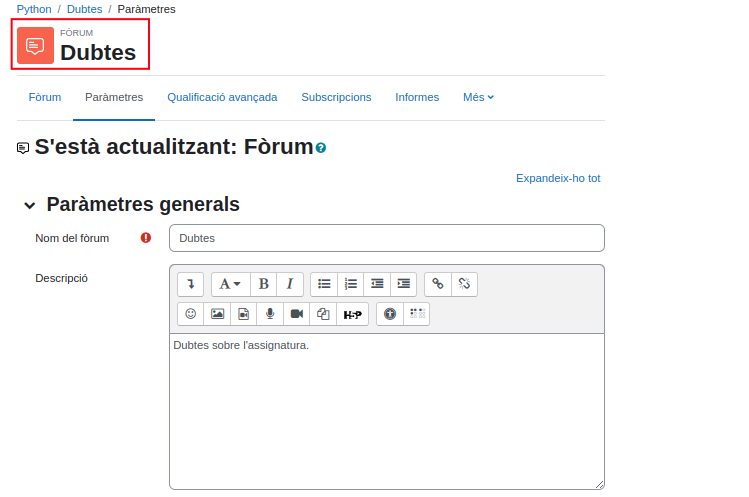 Python / Dubtes / Paràmetres
FÒRUM
Dubtes
Fòrum Paràmetres Qualificació avançada Subscripcions Informes Més
S'està actualitzant: Fòrum
Expandeix-ho tot
Paràmetres generals
Nom del fòrum Dubtes
Descripció
A B I
H5P
Dubtes sobre l'assignatura.